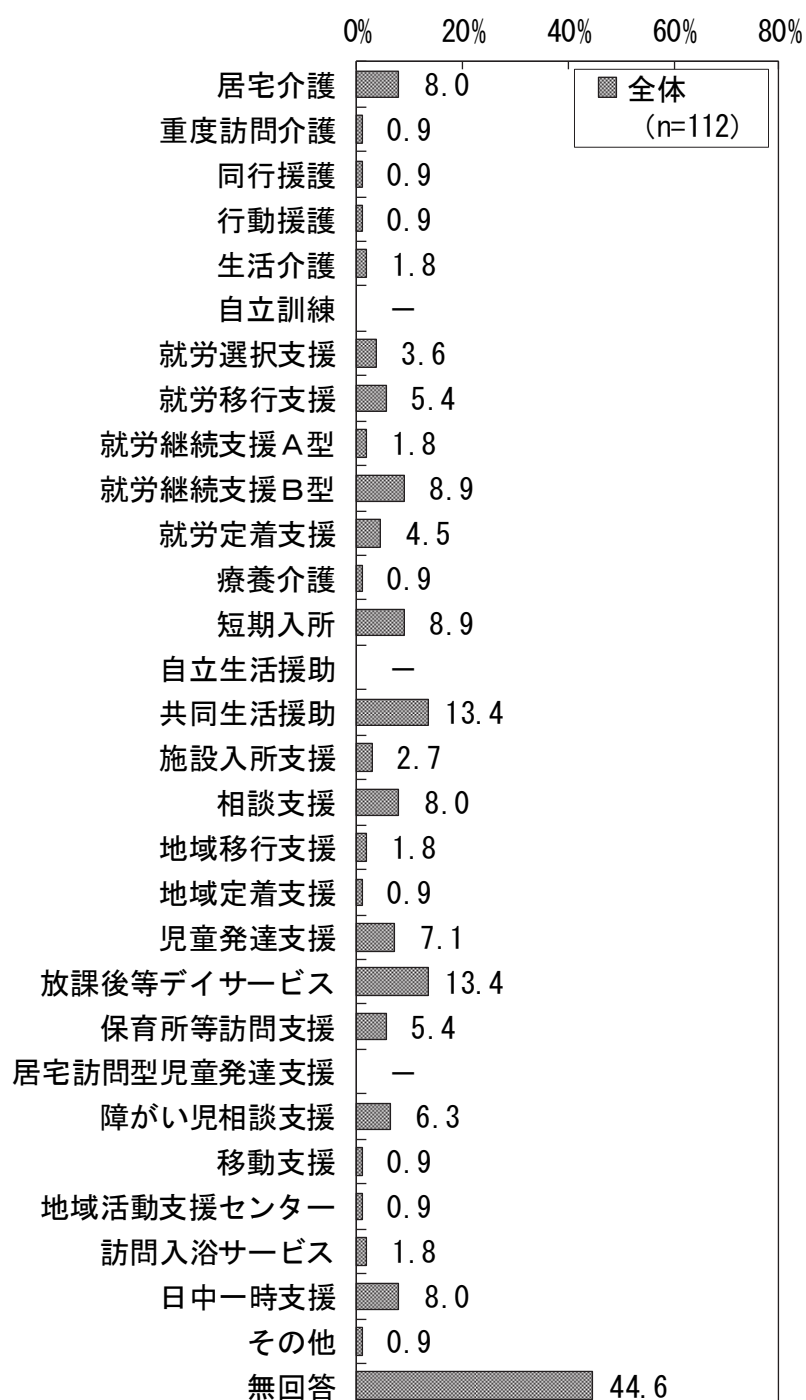 0% 20% 40% 60% 80%
全体
(n=112)
居宅介護 8.0
重度訪問介護 0.9
同行援護 0.9
行動援護 0.9
生活介護 1.8
自立訓練 －
就労選択支援 3.6
就労移行支援 5.4
就労継続支援Ａ型 1.8
就労継続支援Ｂ型 8.9
就労定着支援 4.5
療養介護 0.9
短期入所 8.9
自立生活援助 －
共同生活援助 13.4
施設入所支援 2.7
相談支援 8.0
地域移行支援 1.8
地域定着支援 0.9
児童発達支援 7.1
放課後等デイサービス 13.4
保育所等訪問支援 5.4
居宅訪問型児童発達支援 －
障がい児相談支援 6.3
移動支援 0.9
地域活動支援センター 0.9
訪問入浴サービス 1.8
日中一時支援 8.0
その他 0.9
無回答 44.6